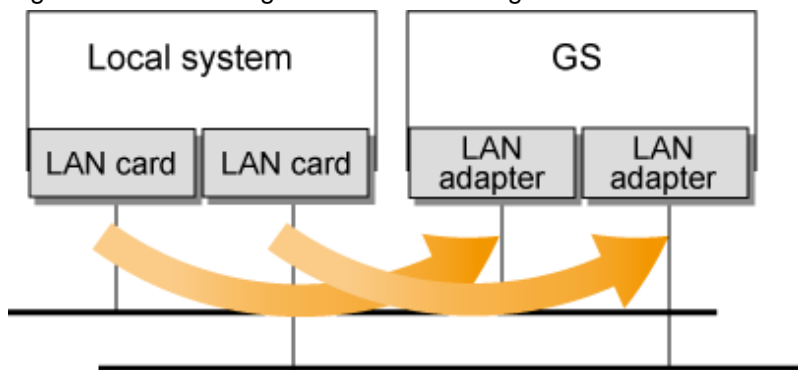 Local system
GS
LAN card
LAN card
LAN
adapter
LAN
adapter